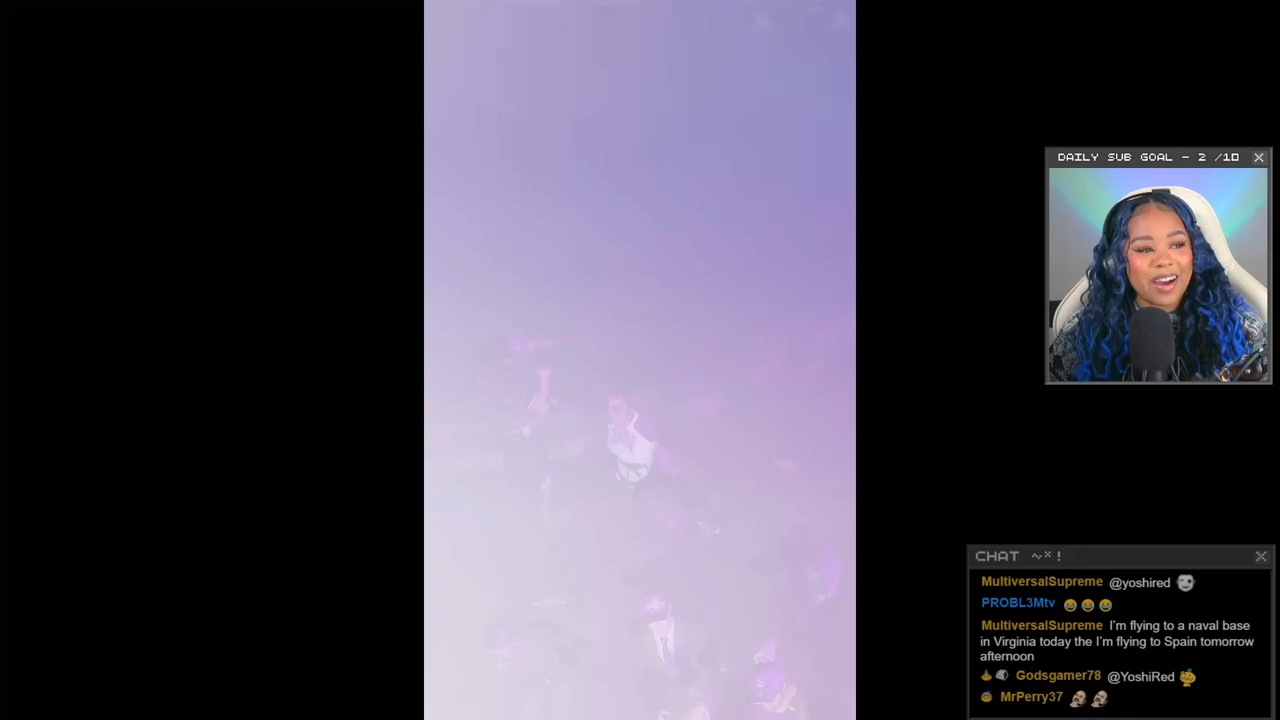 DAILY SUB GOAL - 2 /10
CHAT ~× !
MultiversalSupreme @yoshired
PROBL3Mtv
MultiversalSupreme I'm flying to a naval base
in Virginia today the I'm flying to Spain tomorrow
afternoon
Godsgamer78 @YoshiRed
MrPerry37